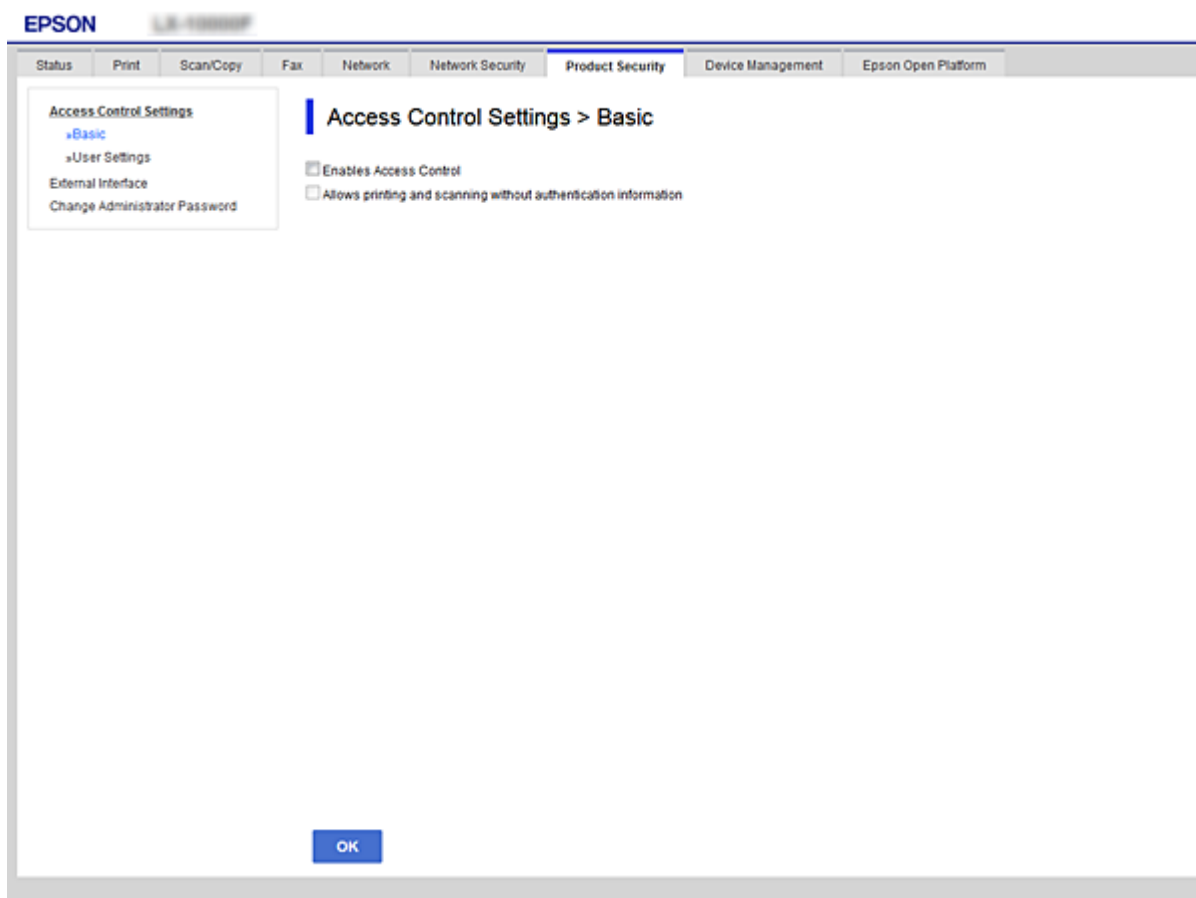 EPSON
Status Print Scan/Copy Fax Network Network Security Product Security Device Management Epson Open Platform
Access Control Settings
»Basic
»User Settings
External Interface
Change Administrator Password
Access Control Settings > Basic
Enables Access Control
Allows printing and scanning without authentication information
OK